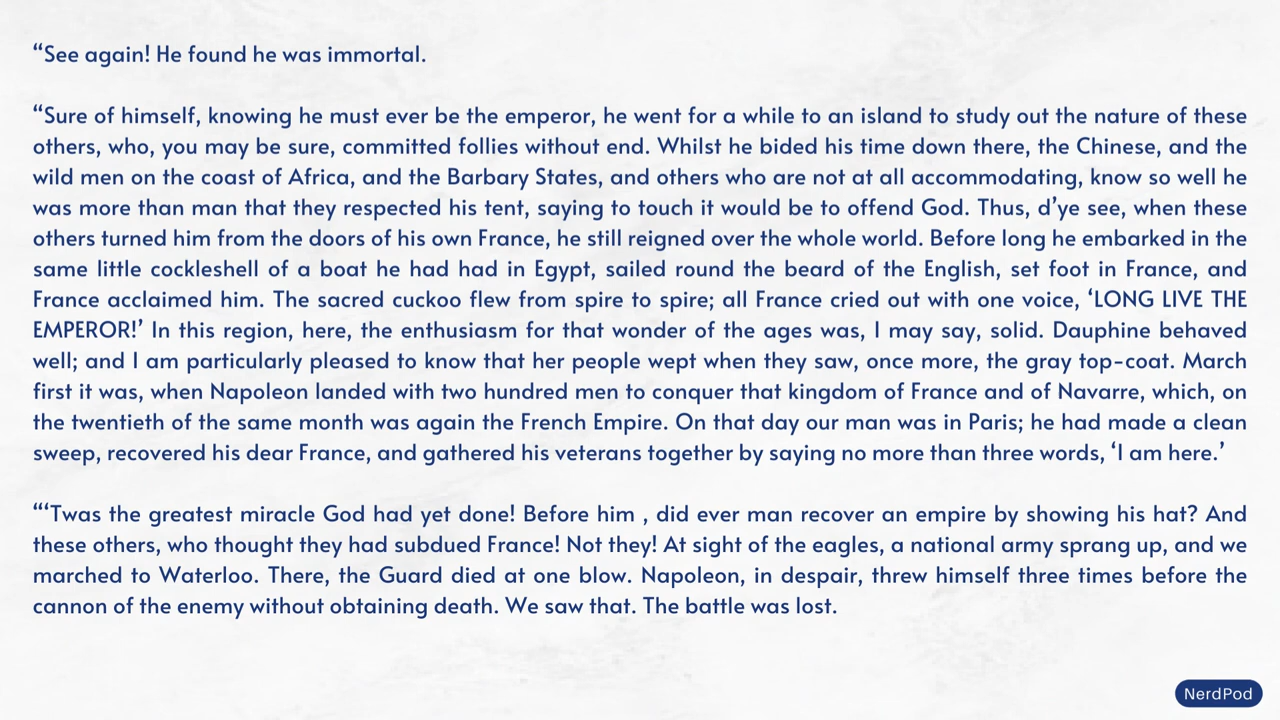 “See again! He found he was immortal.
“Sure of himself, knowing he must ever be the emperor, he went for a while to an island to study out the nature of these
others, who, you may be sure, committed follies without end. Whilst he bided his time down there, the Chinese, and the
wild men on the coast of Africa, and the Barbary States, and others who are not at all accommodating, know so well he
was more than man that they respected his tent, saying to touch it would be to offend God. Thus, d’ye see, when these
others turned him from the doors of his own France, he still reigned over the whole world. Before long he embarked in the
same little cockleshell of a boat he had had in Egypt, sailed round the beard of the English, set foot in France, and
France acclaimed him. The sacred cuckoo flew from spire to spire; all France cried out with one voice, ‘LONG LIVE THE
EMPEROR!’ In this region, here, the enthusiasm for that wonder of the ages was, I may say, solid. Dauphine behaved
well; and I am particularly pleased to know that her people wept when they saw, once more, the gray top-coat. March
first it was, when Napoleon landed with two hundred men to conquer that kingdom of France and of Navarre, which, on
the twentieth of the same month was again the French Empire. On that day our man was in Paris; he had made a clean
sweep, recovered his dear France, and gathered his veterans together by saying no more than three words, ‘I am here.’
“‘Twas the greatest miracle God had yet done! Before him , did ever man recover an empire by showing his hat? And
these others, who thought they had subdued France! Not they! At sight of the eagles, a national army sprang up, and we
marched to Waterloo. There, the Guard died at one blow. Napoleon, in despair, threw himself three times before the
cannon of the enemy without obtaining death. We saw that. The battle was lost.
NerdPod